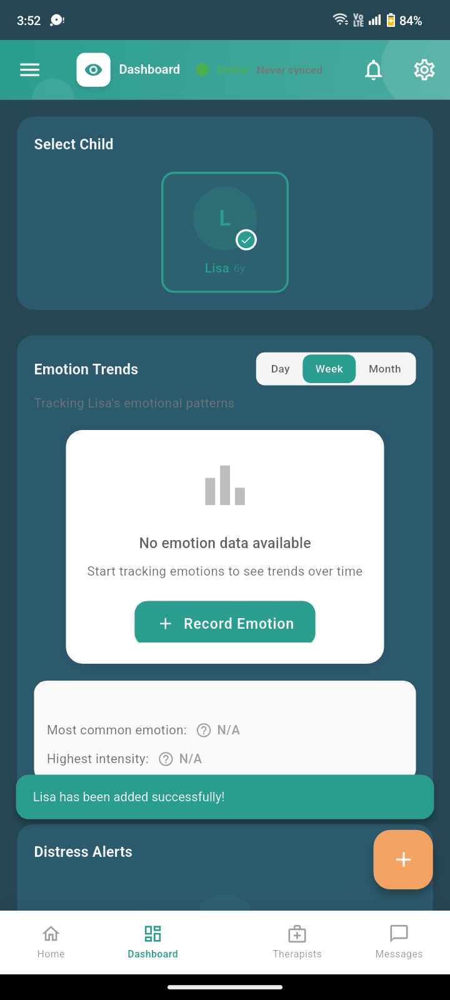 3:52
Vo LTE
84%
Dashboard
Online
Never synced
Select Child
L
Lisa 6y
Emotion Trends
Day
Week
Month
Tracking Lisa's emotional patterns
No emotion data available
Start tracking emotions to see trends over time
+ Record Emotion
Most common emotion: ? N/A
Highest intensity: ? N/A
Lisa has been added successfully!
Distress Alerts
+
Home
Dashboard
Therapists
Messages